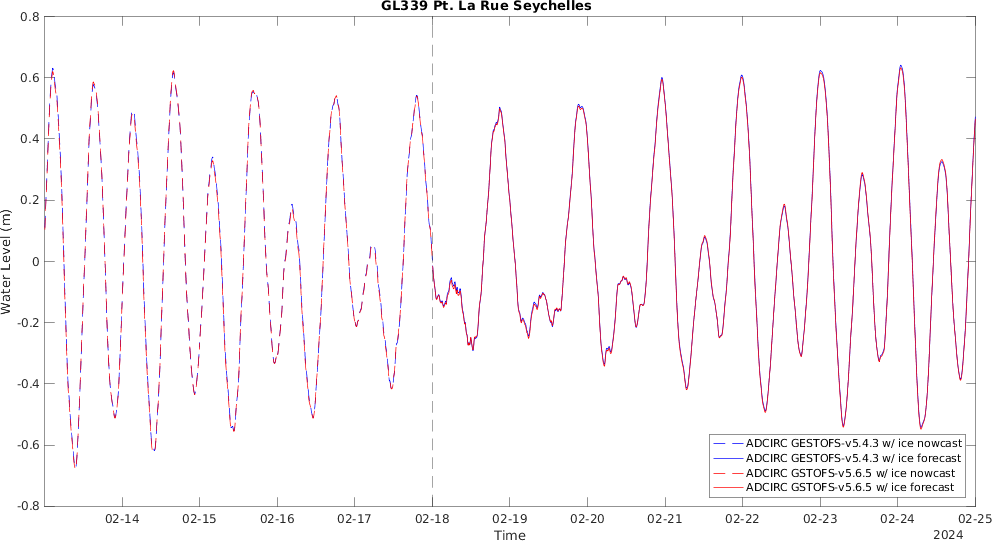 GL339 Pt. La Rue Seychelles
0.8
0.6
0.4
0.2
0
-0.2
-0.4
-0.6
-0.8
Water Level (m)
ADCIRC GESTOFS-v5.4.3 w/ ice nowcast
ADCIRC GESTOFS-v5.4.3 w/ ice forecast
ADCIRC GSTOFS-v5.6.5 w/ ice nowcast
ADCIRC GSTOFS-v5.6.5 w/ ice forecast
02-14 02-15 02-16 02-17 02-18 02-19 02-20 02-21 02-22 02-23 02-24 02-25
Time
2024